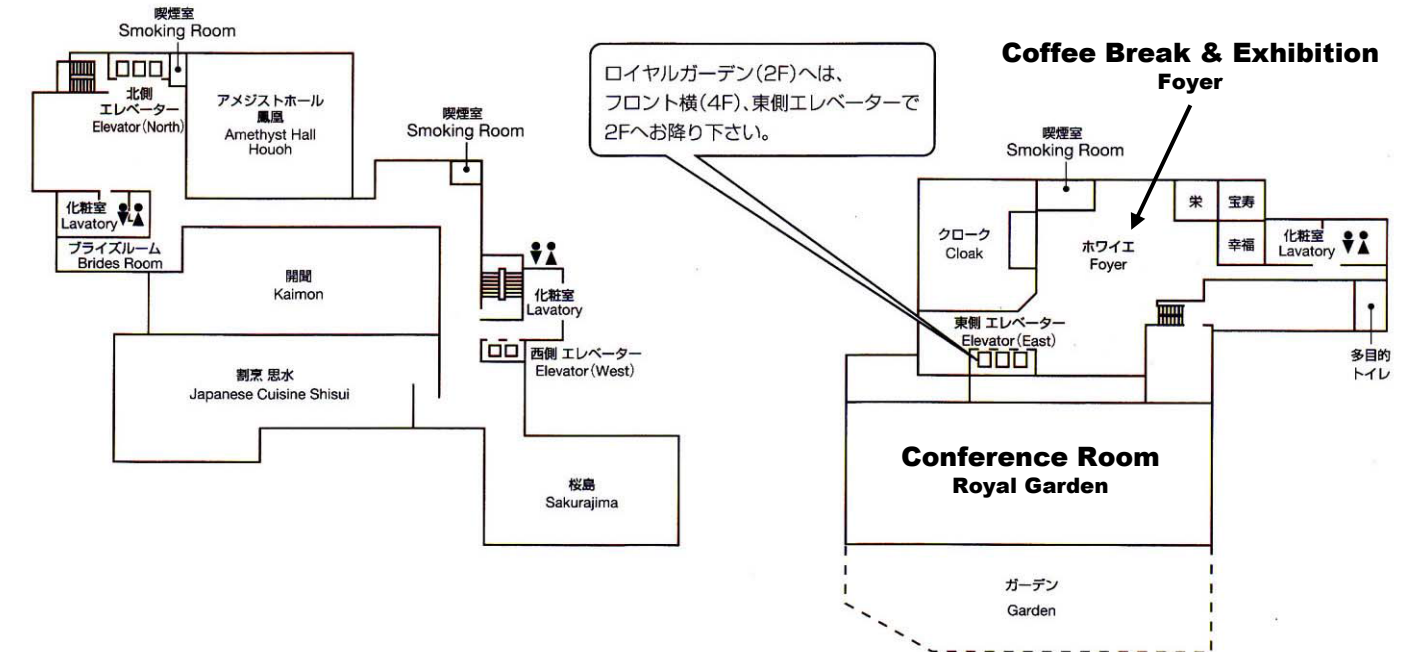 喫煙室
Smoking Room
北側
エレベーター
Elevator(North)
アメジストホール
鳳凰
Amethyst Hall
Houoh
喫煙室
Smoking Room
化粧室
Lavatory
ブライズルーム
Brides Room
開聞
Kaimon
化粧室
Lavatory
西側 エレベーター
Elevator(West)
割烹 思水
Japanese Cuisine Shisui
桜島
Sakurajima
ロイヤルガーデン(2F)へは、
フロント横(4F)、東側エレベーターで
2Fへお降り下さい。
Coffee Break & Exhibition
Foyer
喫煙室
Smoking Room
クローク
Cloak
ホワイエ
Foyer
栄
宝寿
幸福
化粧室
Lavatory
東側 エレベーター
Elevator(East)
多目的
トイレ
Conference Room
Royal Garden
ガーデン
Garden